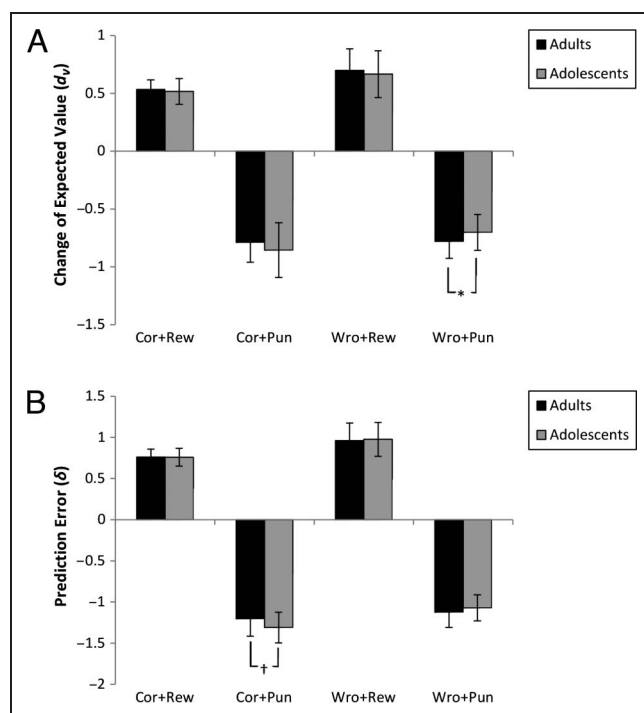 A
Change of Expected Value (dv)
1
0.5
0
−0.5
−1
−1.5
*
Cor+Rew Cor+Pun Wro+Rew Wro+Pun
Adults
Adolescents
B
Prediction Error (δ)
1.5
1
0.5
0
−0.5
−1
−1.5
−2
†
Cor+Rew Cor+Pun Wro+Rew Wro+Pun
Adults
Adolescents